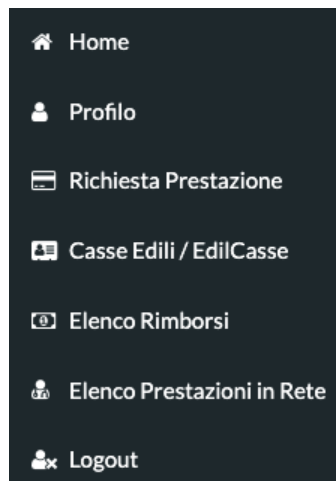 Home
Profilo
Richiesta Prestazione
Casse Edili / EdilCasse
Elenco Rimborsi
Elenco Prestazioni in Rete
Logout